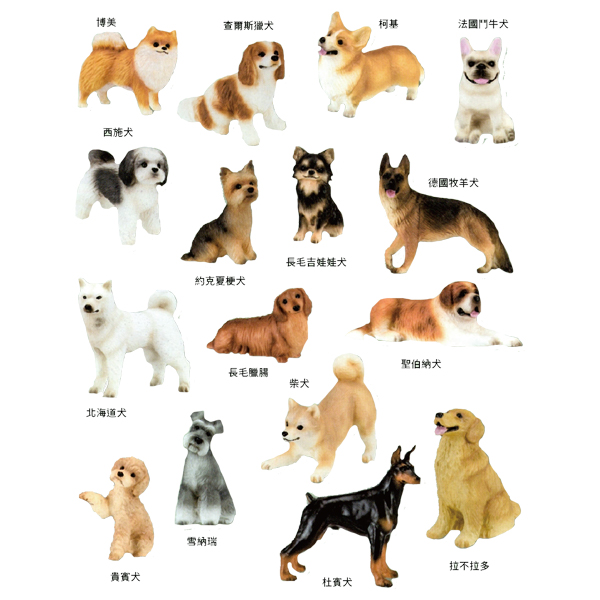 博美
查爾斯獵犬
柯基
法國鬥牛犬
西施犬
約克夏梗犬
長毛吉娃娃犬
德國牧羊犬
北海道犬
長毛臘腸
柴犬
聖伯納犬
貴賓犬
雪納瑞
杜賓犬
拉不拉多